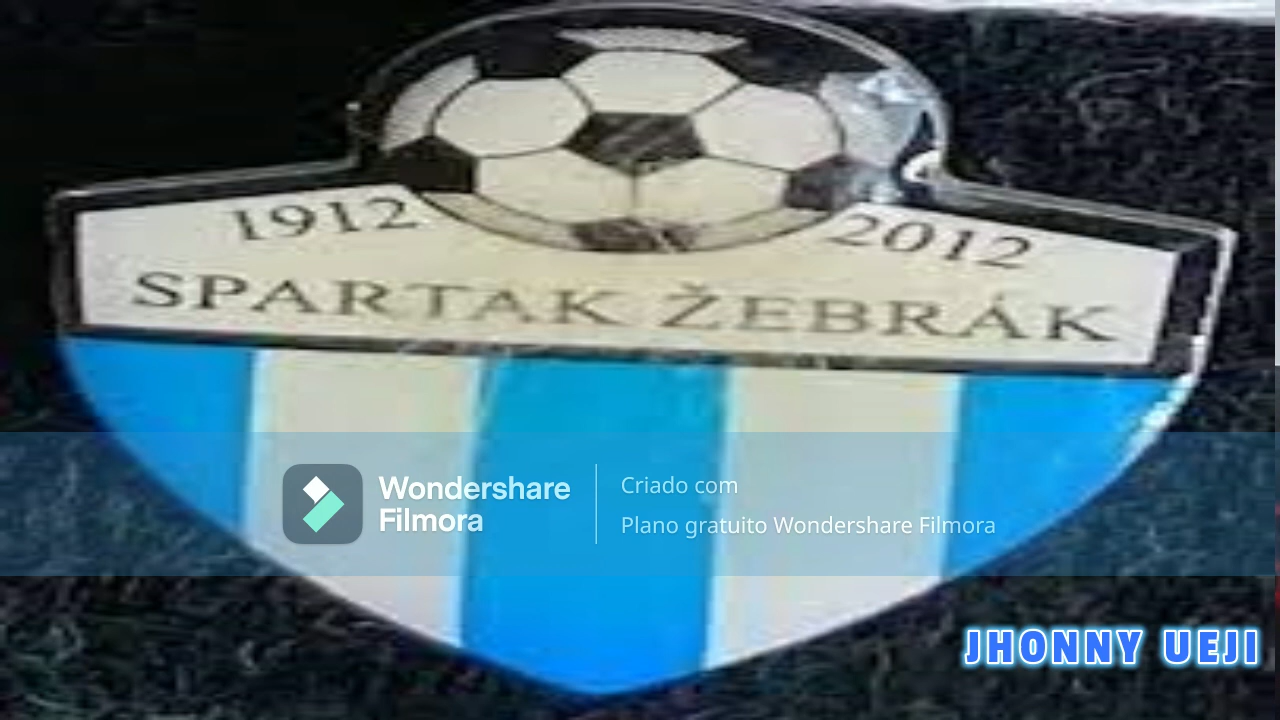 1912 2012
SPARTAK ŽEBRÁK
Wondershare
Filmora
Criado com
Plano gratuito Wondershare Filmora
JHONNY UEJI